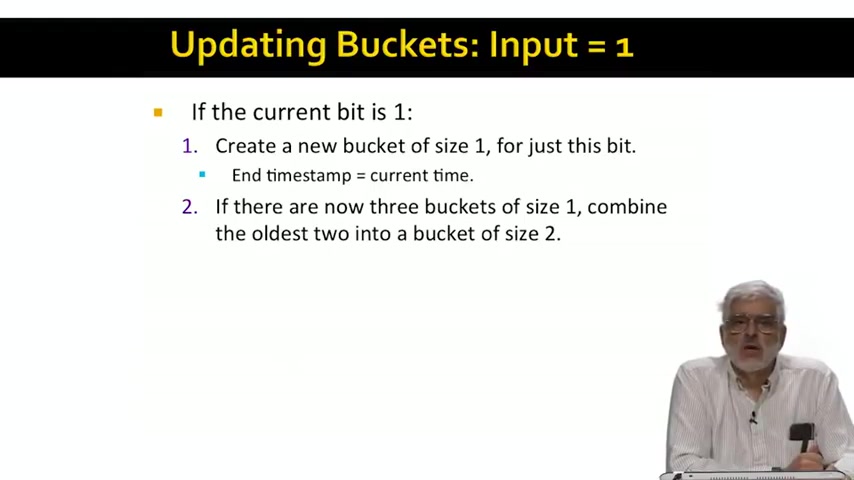 Updating Buckets: Input = 1
If the current bit is 1:
1. Create a new bucket of size 1, for just this bit.
End timestamp = current time.
2. If there are now three buckets of size 1, combine
the oldest two into a bucket of size 2.